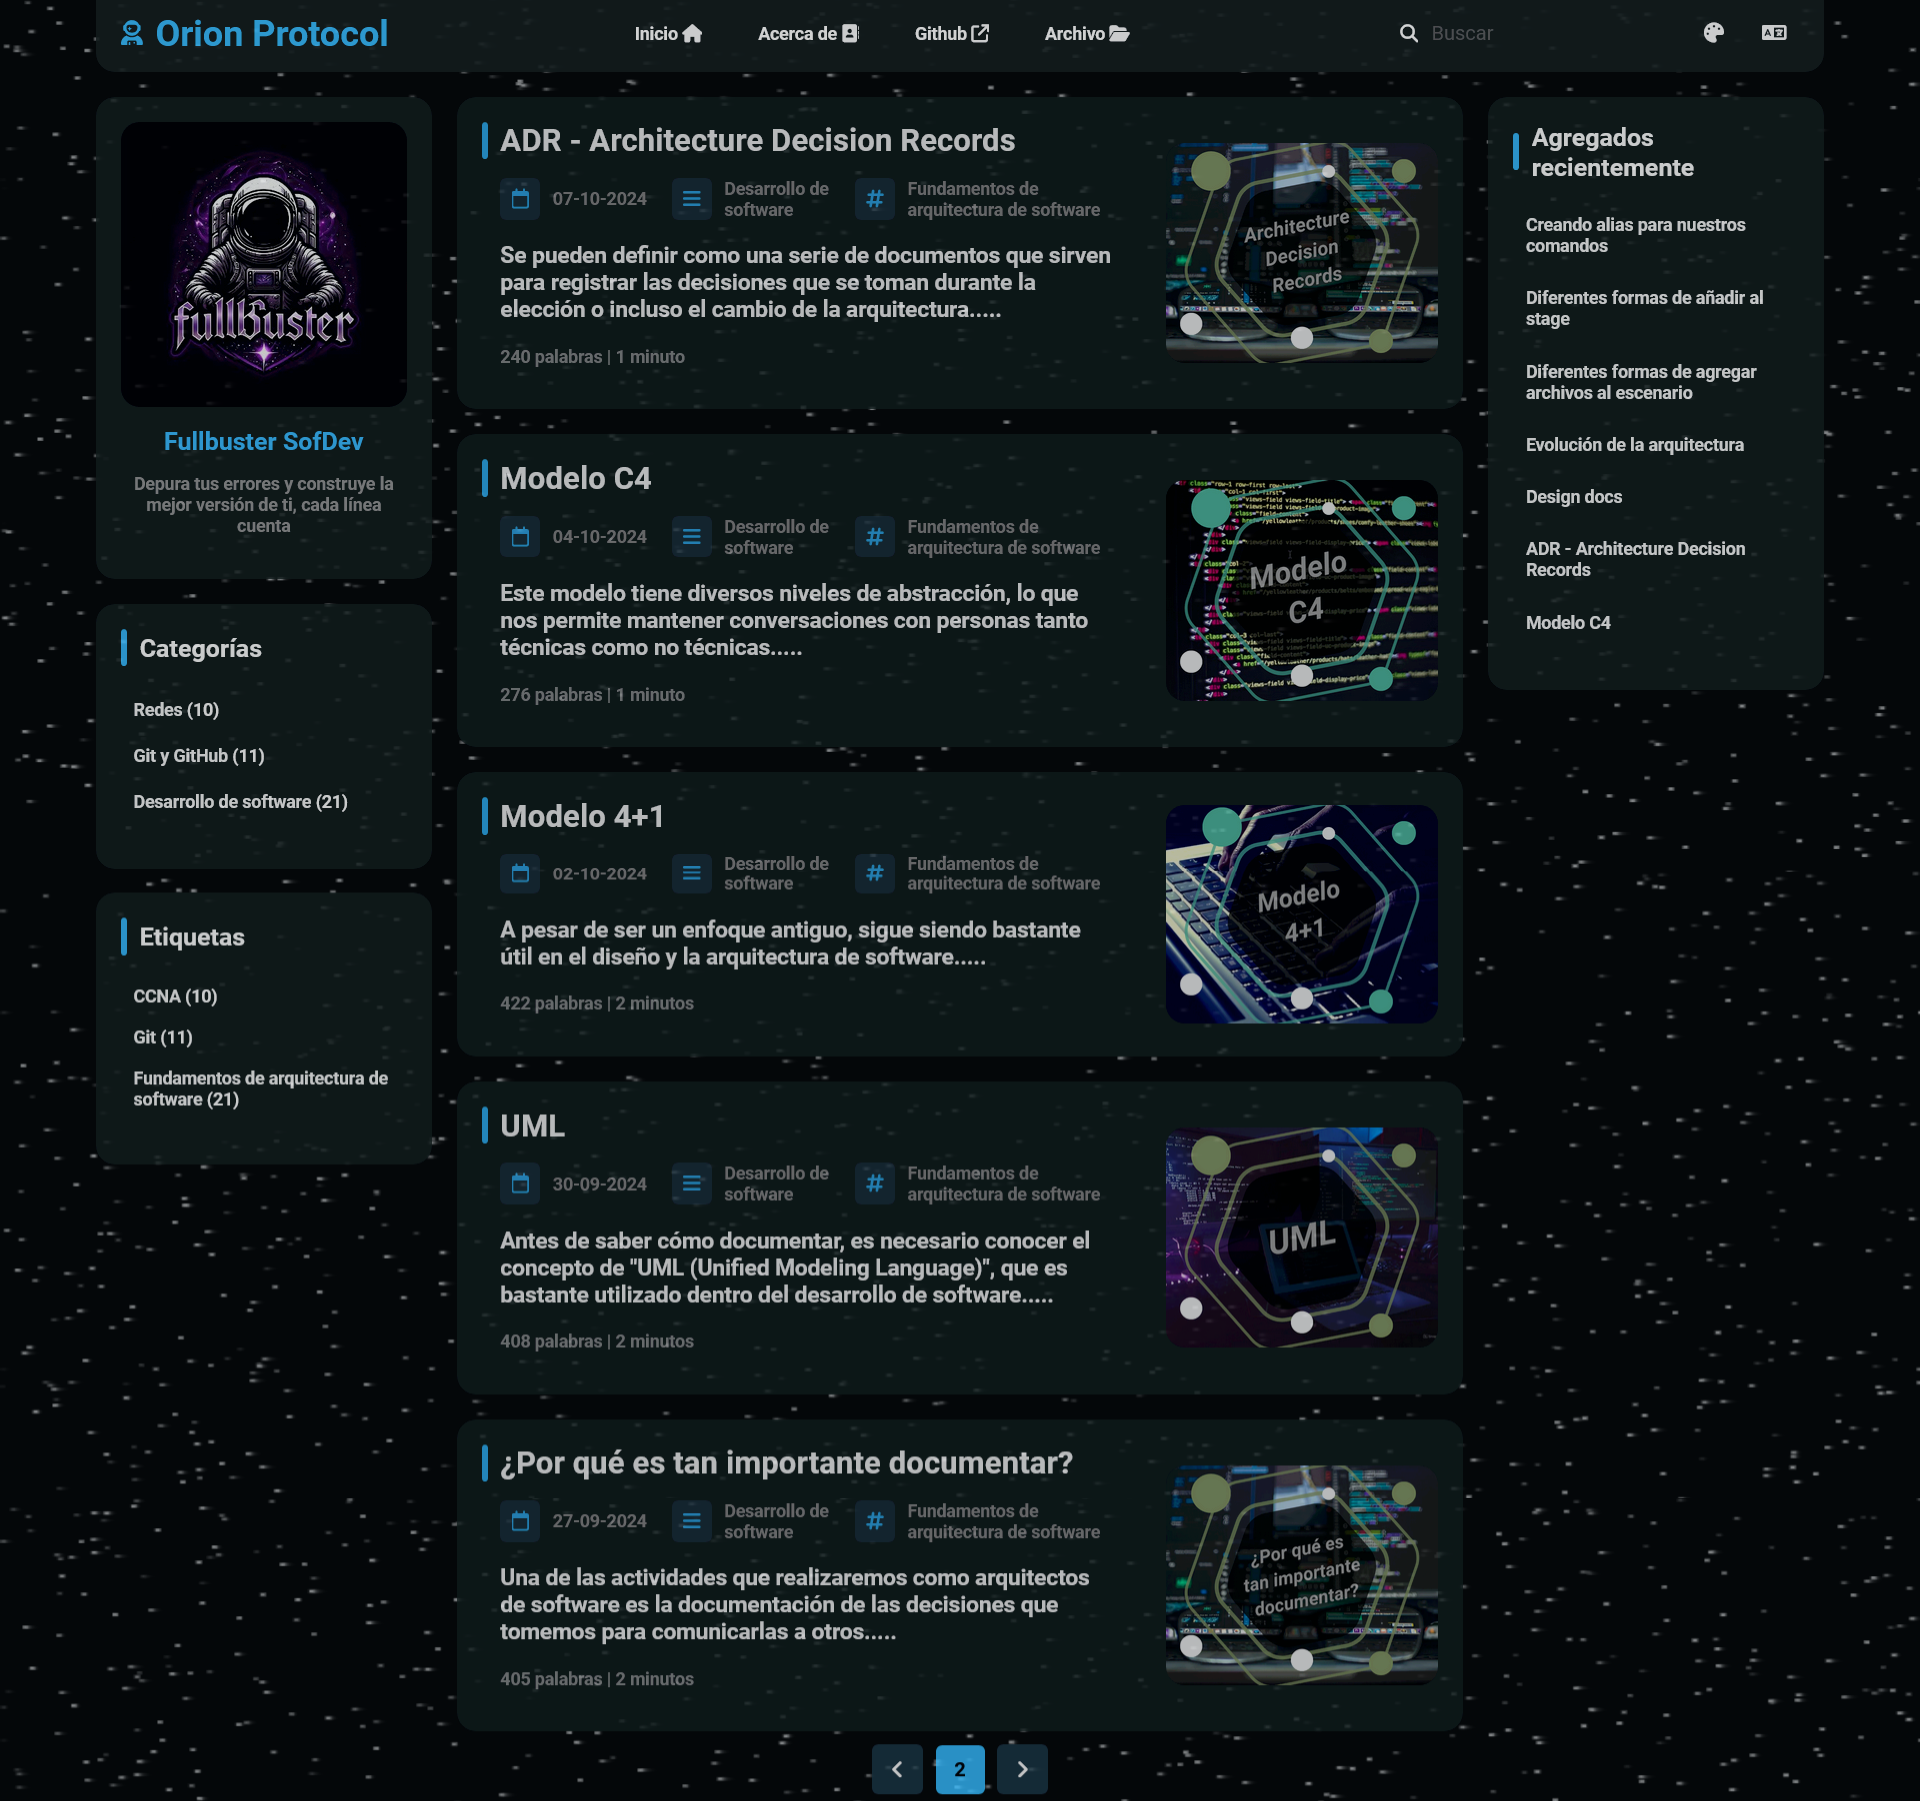 Orion Protocol
Inicio
Acerca de
Github
Archivo
Buscar
fullbuster
Fullbuster SofDev
Depura tus errores y construye la
mejor versión de ti, cada línea
cuenta
Categorías
Redes (10)
Git y GitHub (11)
Desarrollo de software (21)
Etiquetas
CCNA (10)
Git (11)
Fundamentos de arquitectura de
software (21)
ADR - Architecture Decision Records
07-10-2024
Desarrollo de
software
Fundamentos de
arquitectura de software
Se pueden definir como una serie de documentos que sirven
para registrar las decisiones que se toman durante la
elección o incluso el cambio de la arquitectura.....
240 palabras | 1 minuto
Architecture
Decision
Records
Modelo C4
04-10-2024
Desarrollo de
software
Fundamentos de
arquitectura de software
Este modelo tiene diversos niveles de abstracción, lo que
nos permite mantener conversaciones con personas tanto
técnicas como no técnicas.....
276 palabras | 1 minuto
Modelo
C4
Modelo 4+1
02-10-2024
Desarrollo de
software
Fundamentos de
arquitectura de software
A pesar de ser un enfoque antiguo, sigue siendo bastante
útil en el diseño y la arquitectura de software.....
422 palabras | 2 minutos
Modelo
4+1
UML
30-09-2024
Desarrollo de
software
Fundamentos de
arquitectura de software
Antes de saber cómo documentar, es necesario conocer el
concepto de "UML (Unified Modeling Language)", que es
bastante utilizado dentro del desarrollo de software.....
408 palabras | 2 minutos
UML
¿Por qué es tan importante documentar?
27-09-2024
Desarrollo de
software
Fundamentos de
arquitectura de software
Una de las actividades que realizaremos como arquitectos
de software es la documentación de las decisiones que
tomemos para comunicarlas a otros.....
405 palabras | 2 minutos
¿Por qué es
tan importante
documentar?
2
Agregados
recientemente
Creando alias para nuestros
comandos
Diferentes formas de añadir al
stage
Diferentes formas de agregar
archivos al escenario
Evolución de la arquitectura
Design docs
ADR - Architecture Decision
Records
Modelo C4